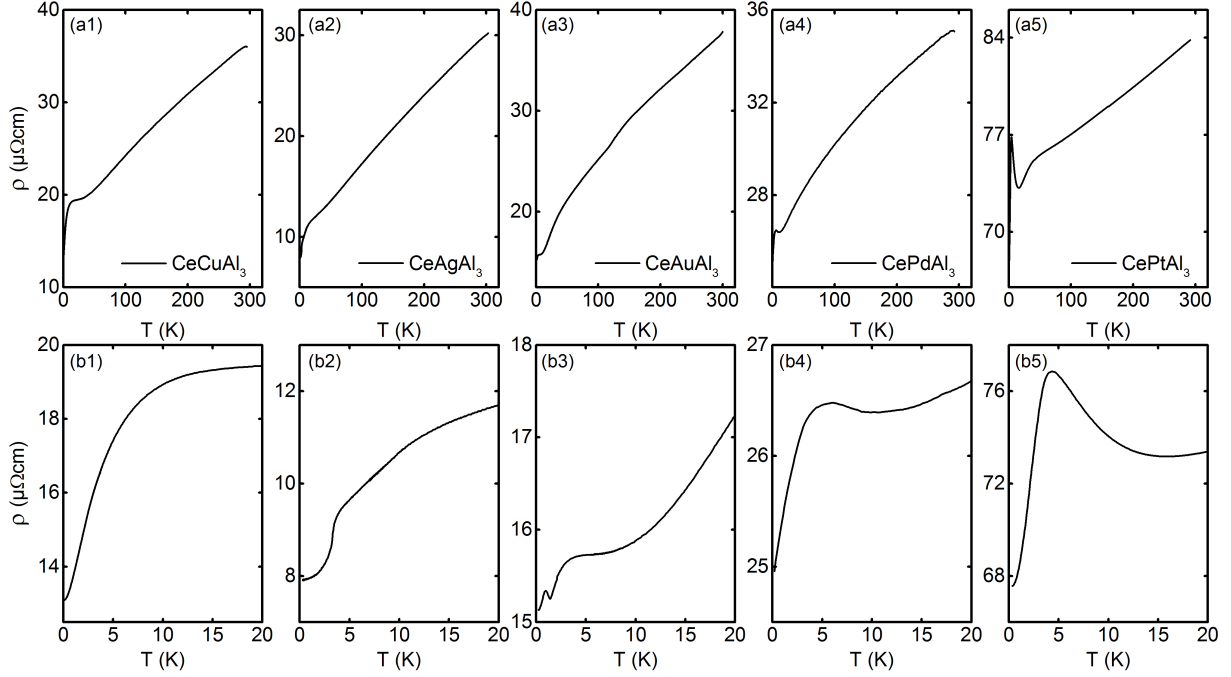 (a1) (a2) (a3) (a4) (a5)
40 30 40 36 84
30 20 30 32 77
20 10 20 28 70
10
ρ (μΩcm)
CeCuAl3 CeAgAl3 CeAuAl3 CePdAl3 CePtAl3
0 100 200 300 0 100 200 300 0 100 200 300 0 100 200 300 0 100 200 300
T (K) T (K) T (K) T (K) T (K)
(b1) (b2) (b3) (b4) (b5)
20 12 18 27 76
18 10 17 26 72
16 8 16 25 68
14 15
ρ (μΩcm)
0 5 10 15 20 0 5 10 15 20 0 5 10 15 20 0 5 10 15 20 0 5 10 15 20
T (K) T (K) T (K) T (K) T (K)